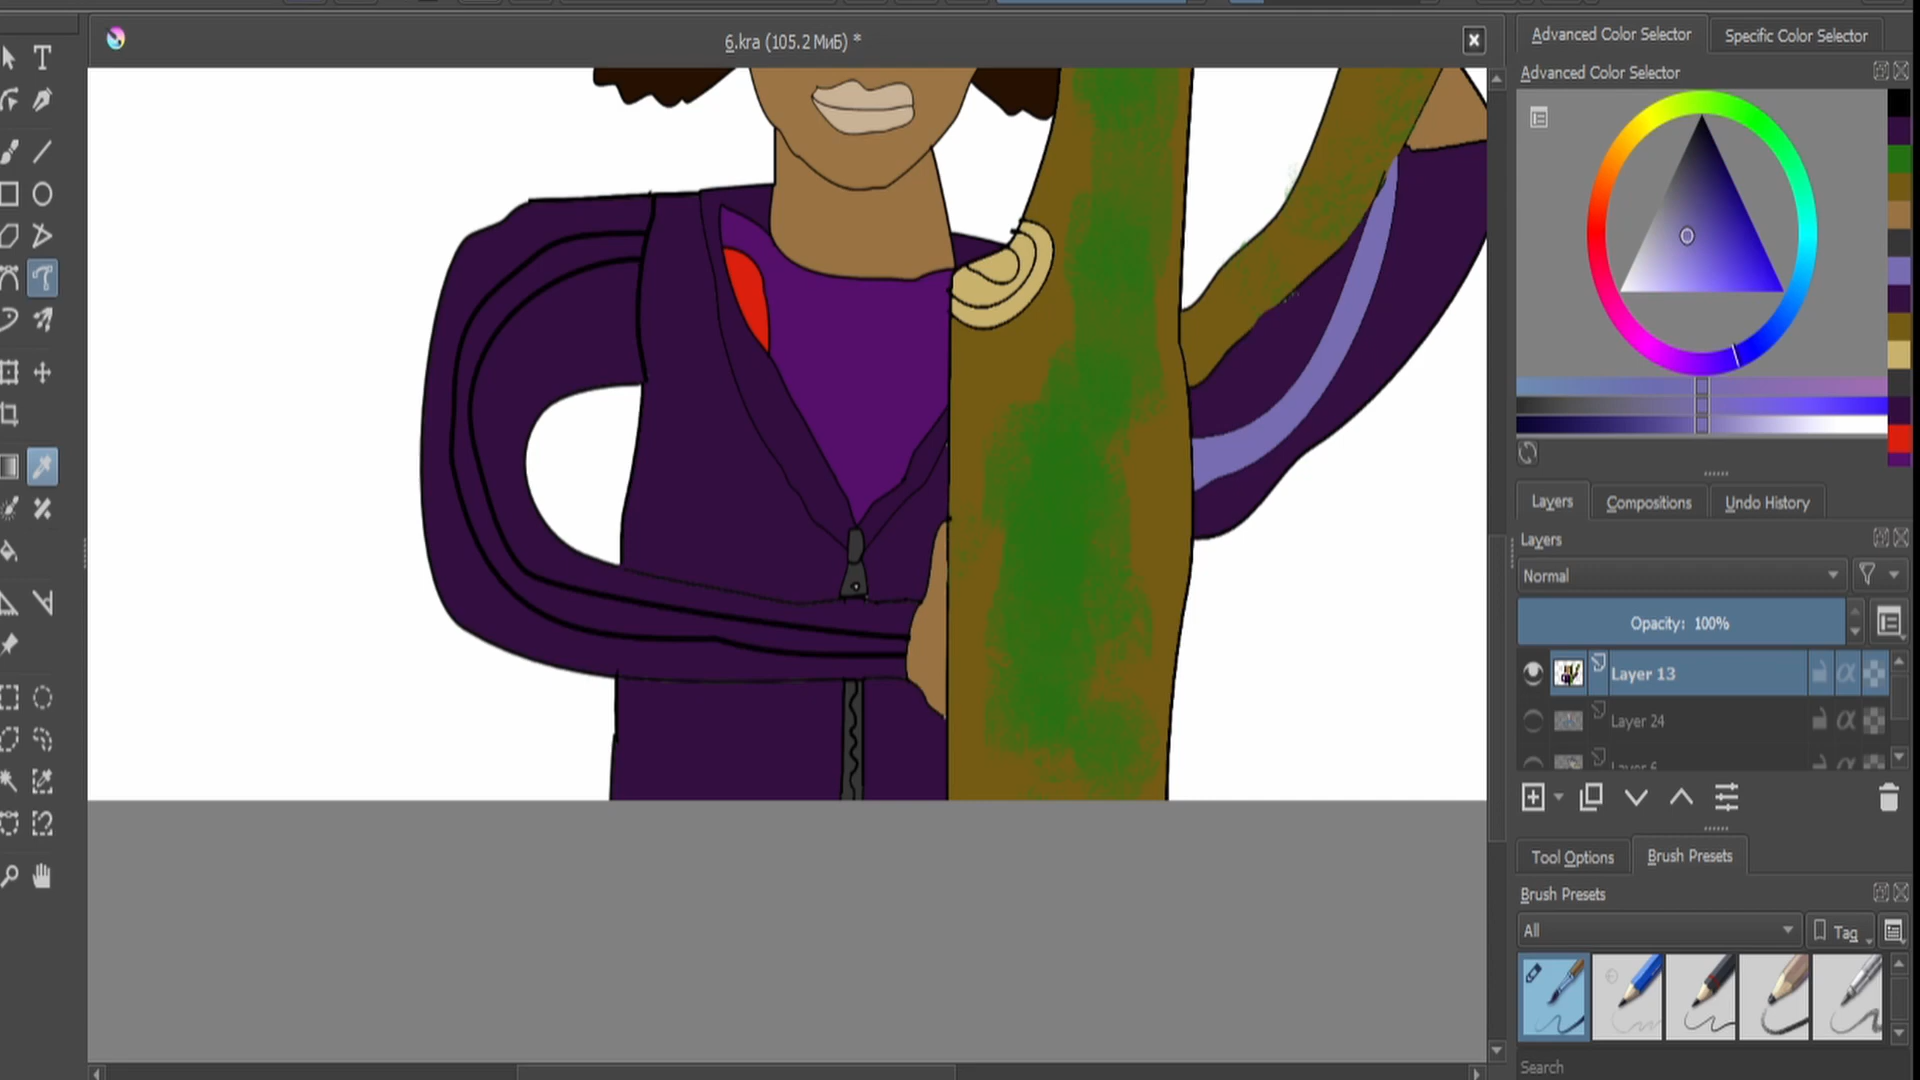 6.kra (105.2 МиБ) *
Advanced Color Selector
Specific Color Selector
Advanced Color Selector
Layers
Compositions
Undo History
Layers
Normal
Opacity: 100%
Layer 13
Layer 24
Layer 6
Tool Options
Brush Presets
Brush Presets
All
Tag
Search